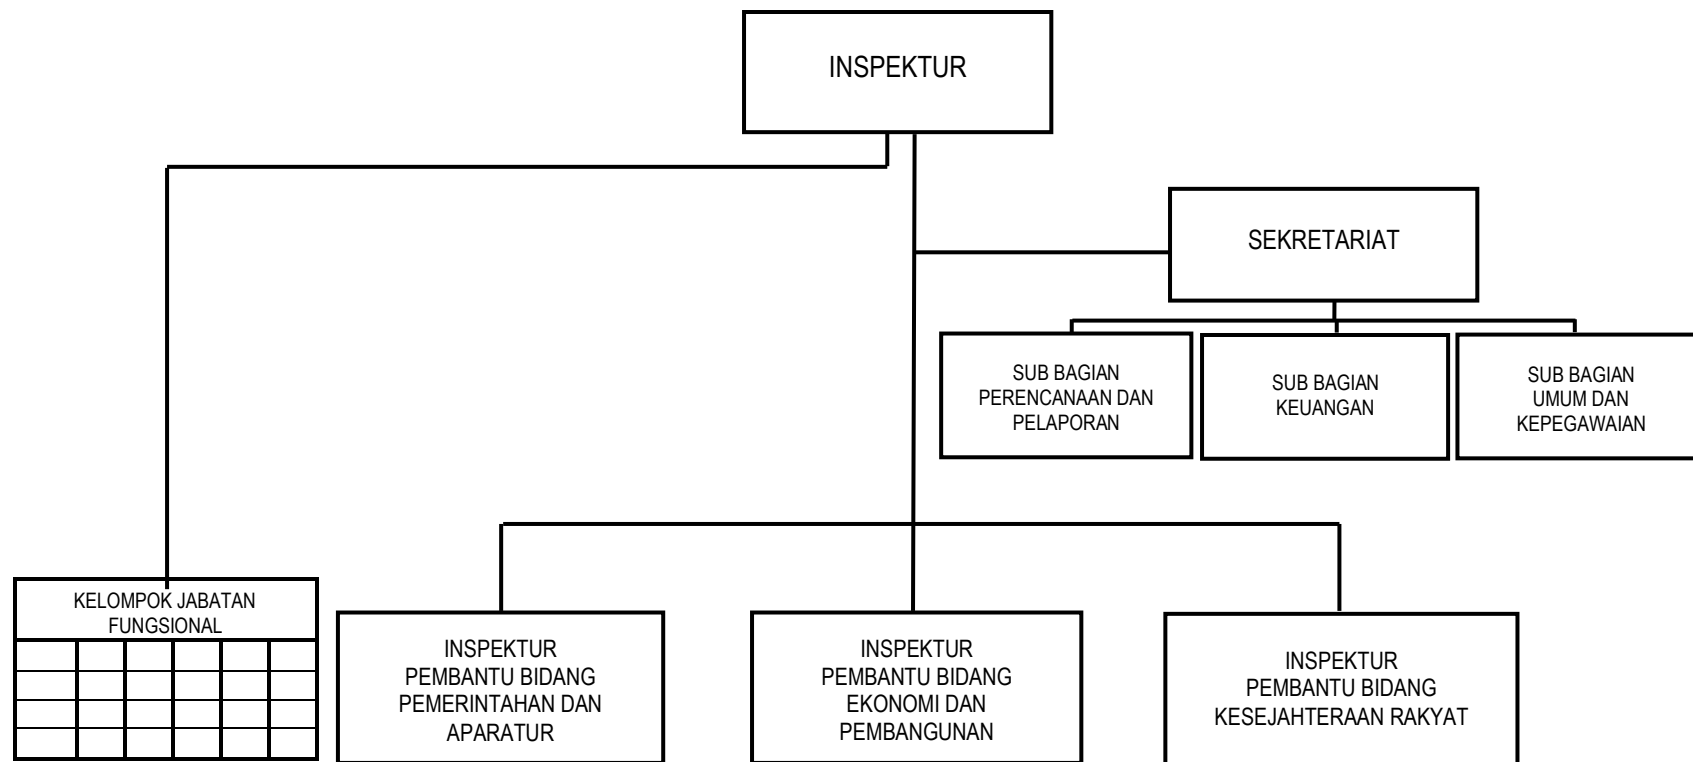 INSPEKTUR
SEKRETARIAT
SUB BAGIAN
PERENCANAAN DAN
PELAPORAN
SUB BAGIAN
KEUANGAN
SUB BAGIAN
UMUM DAN
KEPEGAWAIAN
KELOMPOK JABATAN
FUNGSIONAL
INSPEKTUR
PEMBANTU BIDANG
PEMERINTAHAN DAN
APARATUR
INSPEKTUR
PEMBANTU BIDANG
EKONOMI DAN
PEMBANGUNAN
INSPEKTUR
PEMBANTU BIDANG
KESEJAHTERAAN RAKYAT